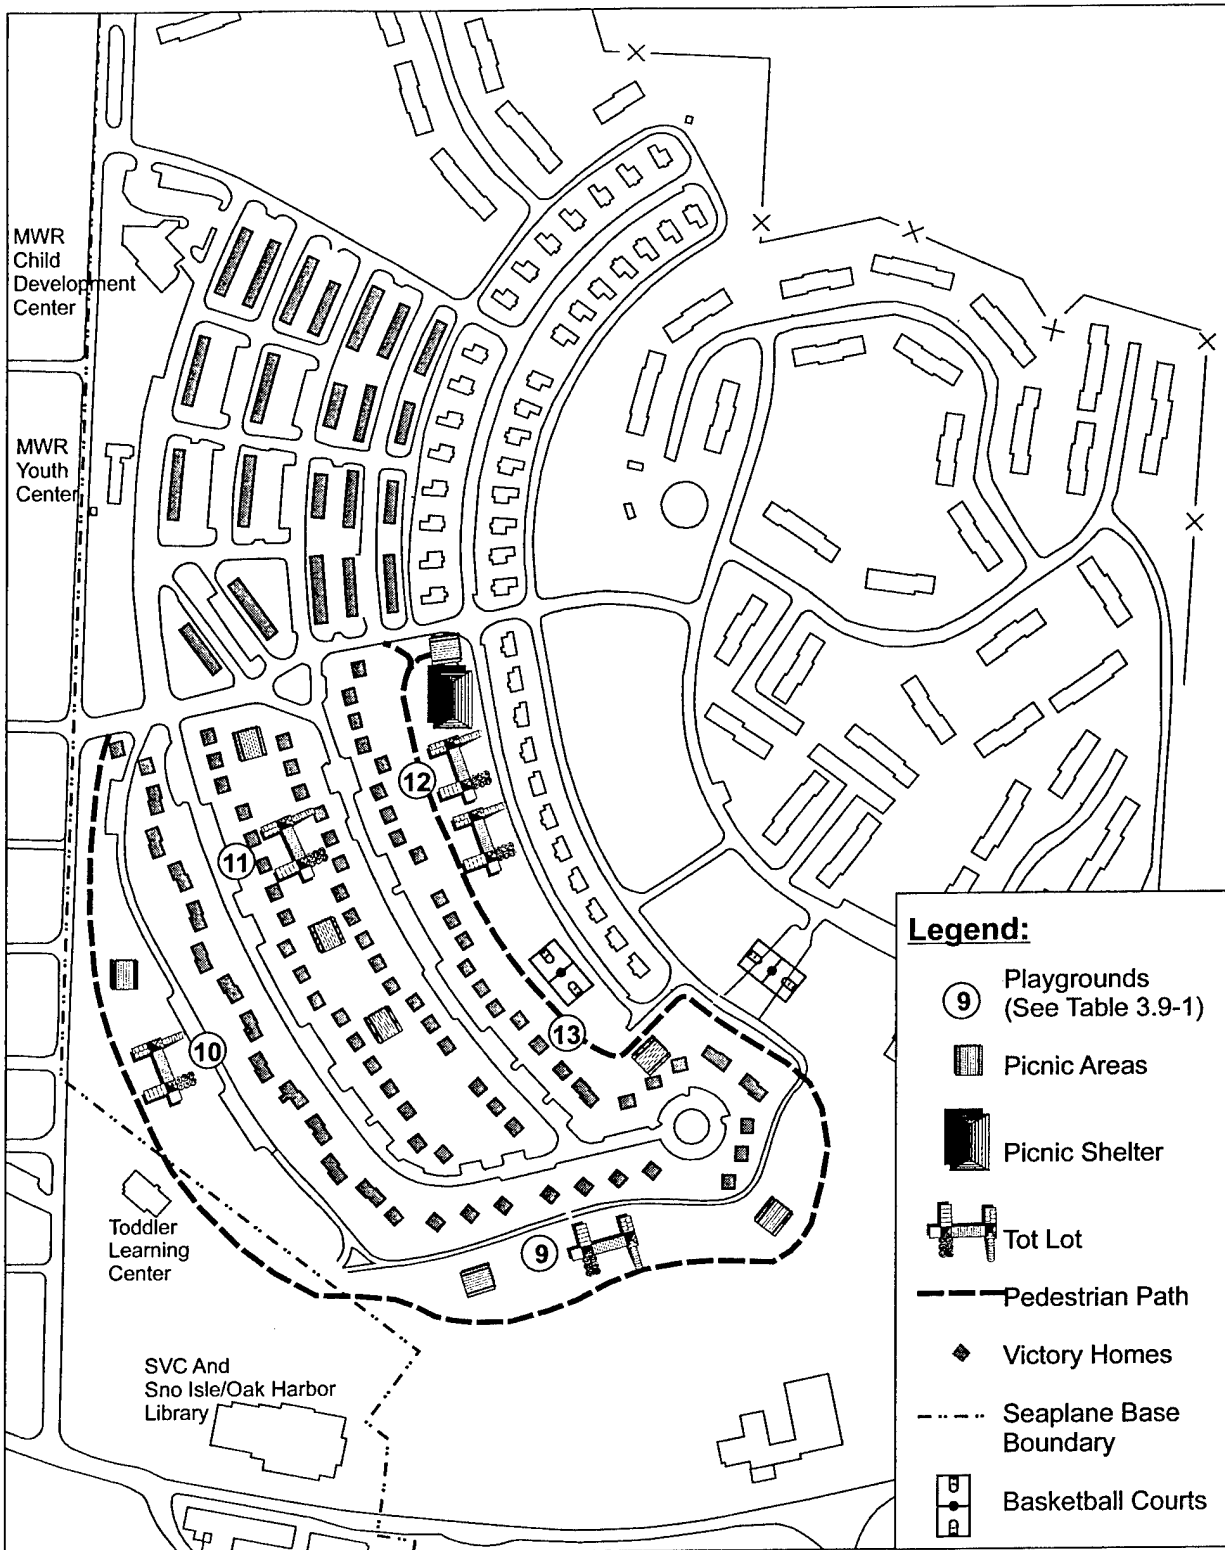 MWR
Child
Development
Center
MWR
Youth
Center
12
11
13
10
9
Toddler
Learning
Center
SVC And
Sno Isle/Oak Harbor
Library
Legend:
9
Playgrounds
(See Table 3.9-1)
Picnic Areas
Picnic Shelter
Tot Lot
Pedestrian Path
Victory Homes
Seaplane Base
Boundary
Basketball Courts